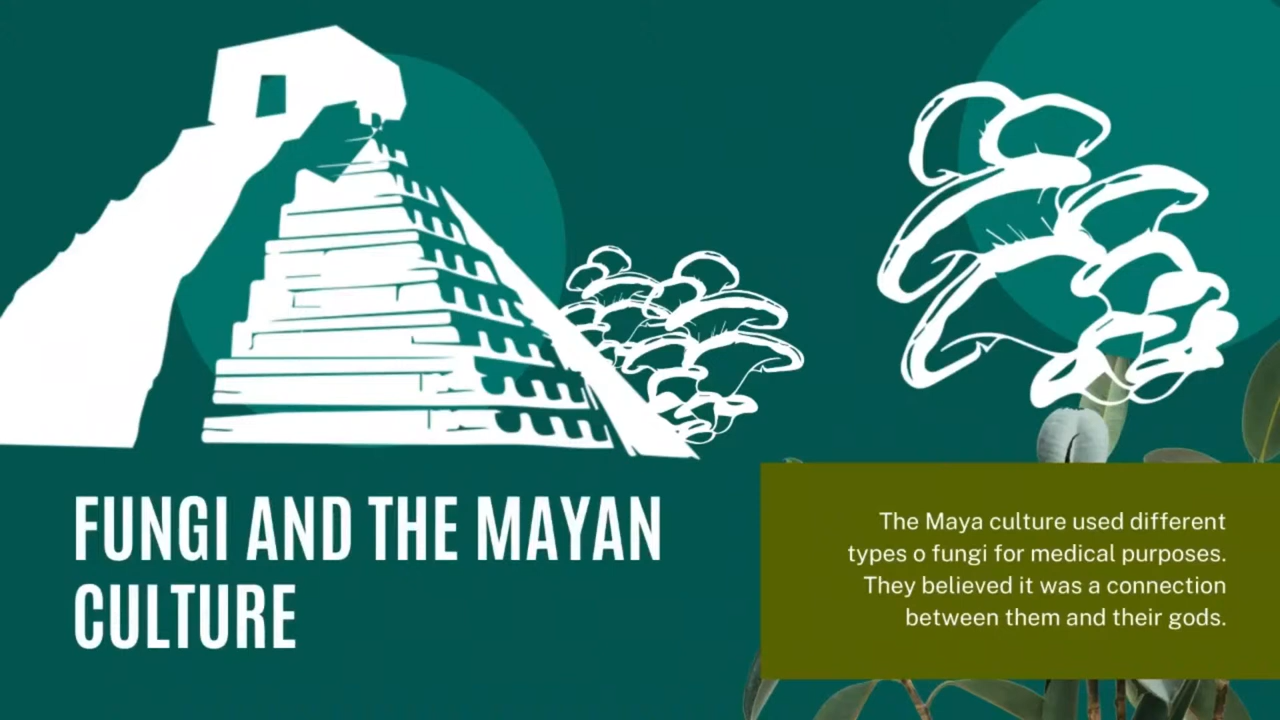 FUNGI AND THE MAYAN
CULTURE
The Maya culture used different
types o fungi for medical purposes.
They believed it was a connection
between them and their gods.